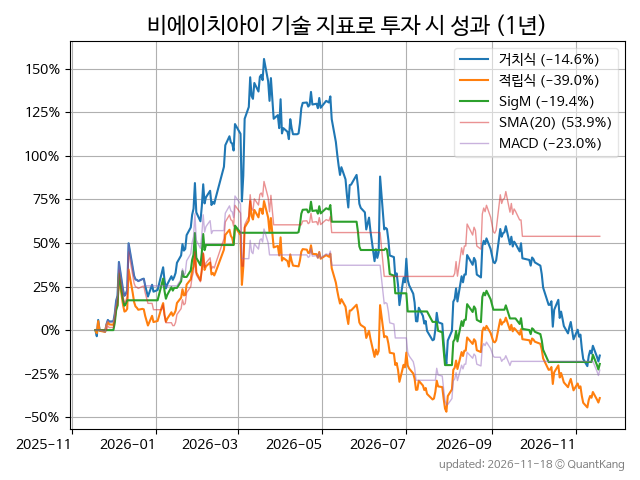 비에이치아이 기술 지표로 투자 시 성과 (1년)
거치식 (-14.6%)
적립식 (-39.0%)
SigM (-19.4%)
SMA(20) (53.9%)
MACD (-23.0%)
150%
125%
100%
75%
50%
25%
0%
-25%
-50%
2025-11 2026-01 2026-03 2026-05 2026-07 2026-09 2026-11
updated: 2026-11-18 © QuantKang